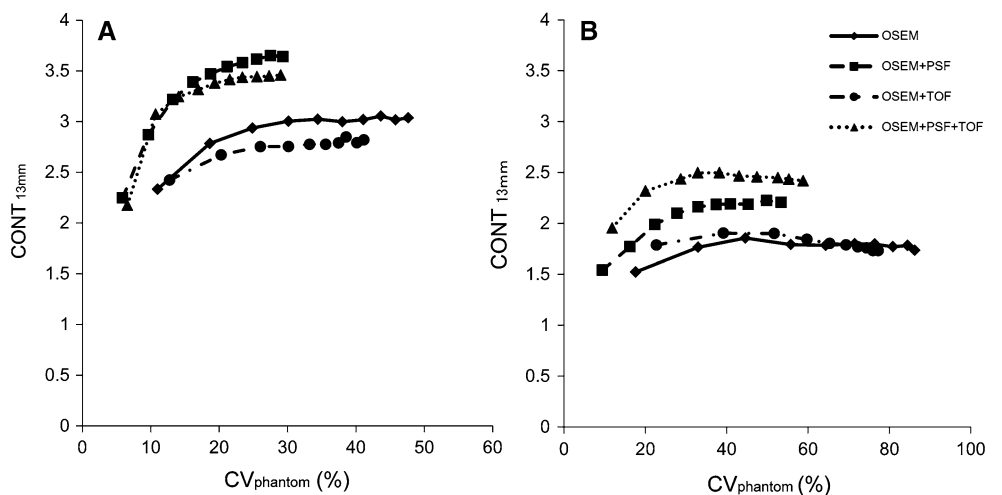 A
4
3.5
3
2.5
2
1.5
1
0.5
0
CONT 13mm
0 10 20 30 40 50 60
CVphantom (%)
B
4
3.5
3
2.5
2
1.5
1
0.5
0
CONT 13mm
0 20 40 60 80 100
CVphantom (%)
OSEM
OSEM+PSF
OSEM+TOF
OSEM+PSF+TOF